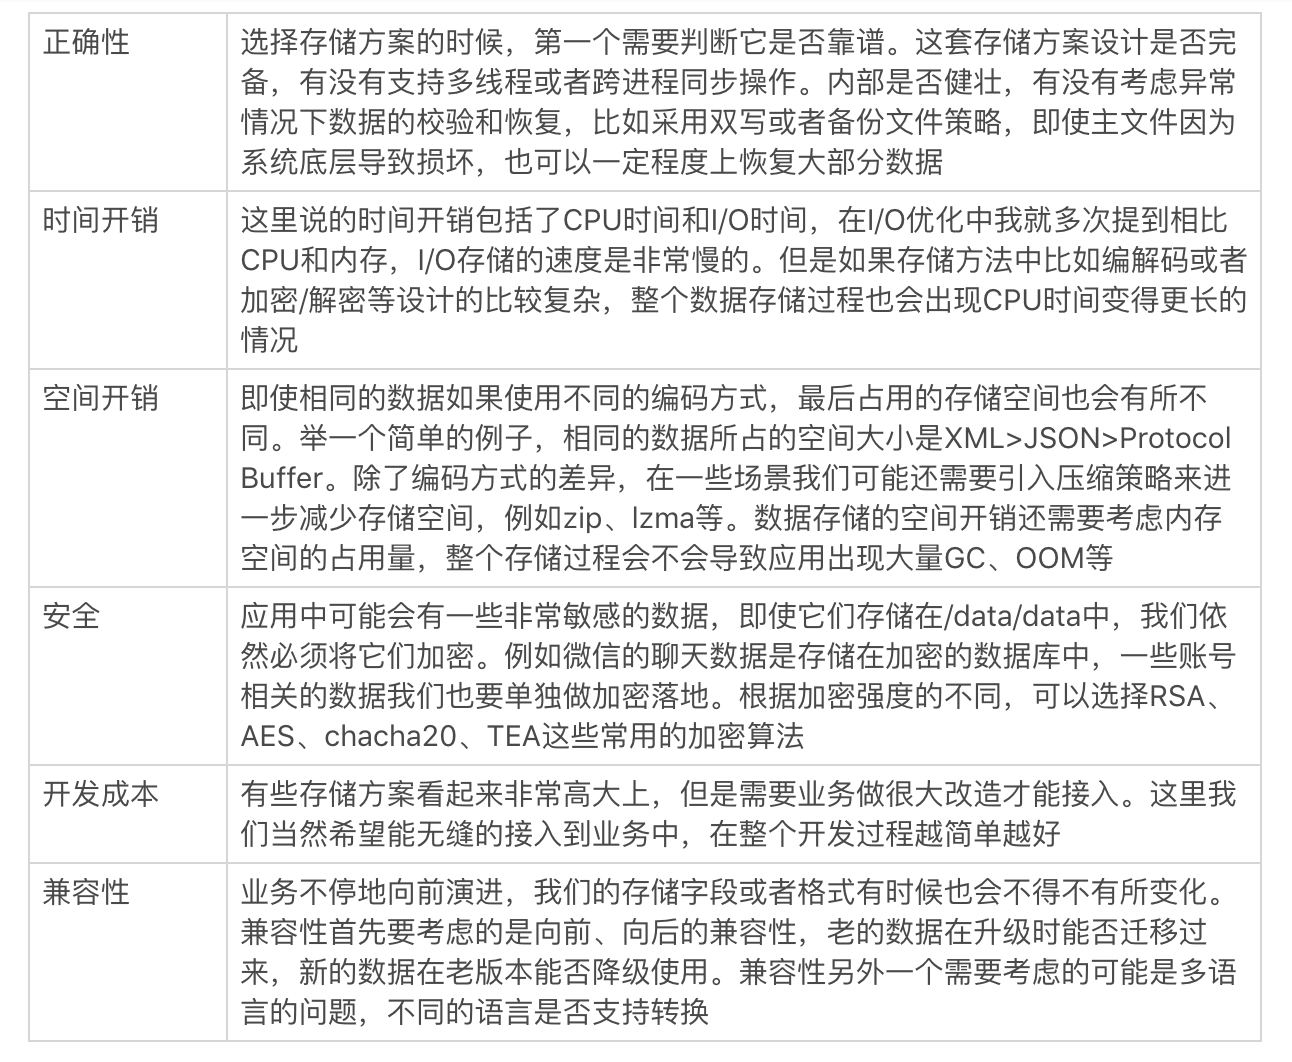 正确性
选择存储方案的时候，第一个需要判断它是否靠谱。这套存储方案设计是否完
备，有没有支持多线程或者跨进程同步操作。内部是否健壮，有没有考虑异常
情况下数据的校验和恢复，比如采用双写或者备份文件策略，即使主文件因为
系统底层导致损坏，也可以一定程度上恢复大部分数据
时间开销
这里说的时间开销包括了CPU时间和I/O时间，在I/O优化中我就多次提到相比
CPU和内存，I/O存储的速度是非常慢的。但是如果存储方法中比如编解码或者
加密/解密等设计的比较复杂，整个数据存储过程也会出现CPU时间变得更长的
情况
空间开销
即使相同的数据如果使用不同的编码方式，最后占用的存储空间也会有所不
同。举一个简单的例子，相同的数据所占的空间大小是XML>JSON>Protocol
Buffer。除了编码方式的差异，在一些场景我们可能还需要引入压缩策略来进
一步减少存储空间，例如zip、lzma等。数据存储的空间开销还需要考虑内存
空间的占用量，整个存储过程会不会导致应用出现大量GC、OOM等
安全
应用中可能会有一些非常敏感的数据，即使它们存储在/data/data中，我们依
然必须将它们加密。例如微信的聊天数据是存储在加密的数据库中，一些账号
相关的数据我们也要单独做加密落地。根据加密强度的不同，可以选择RSA、
AES、chacha20、TEA这些常用的加密算法
开发成本
有些存储方案看起来非常高大上，但是需要业务做很大改造才能接入。这里我
们当然希望能无缝的接入到业务中，在整个开发过程越简单越好
兼容性
业务不停地向前演进，我们的存储字段或者格式有时候也会不得不有所变化。
兼容性首先要考虑的是向前、向后的兼容性，老的数据在升级时能否迁移过
来，新的数据在老版本能否降级使用。兼容性另外一个需要考虑的可能是多语
言的问题，不同的语言是否支持转换